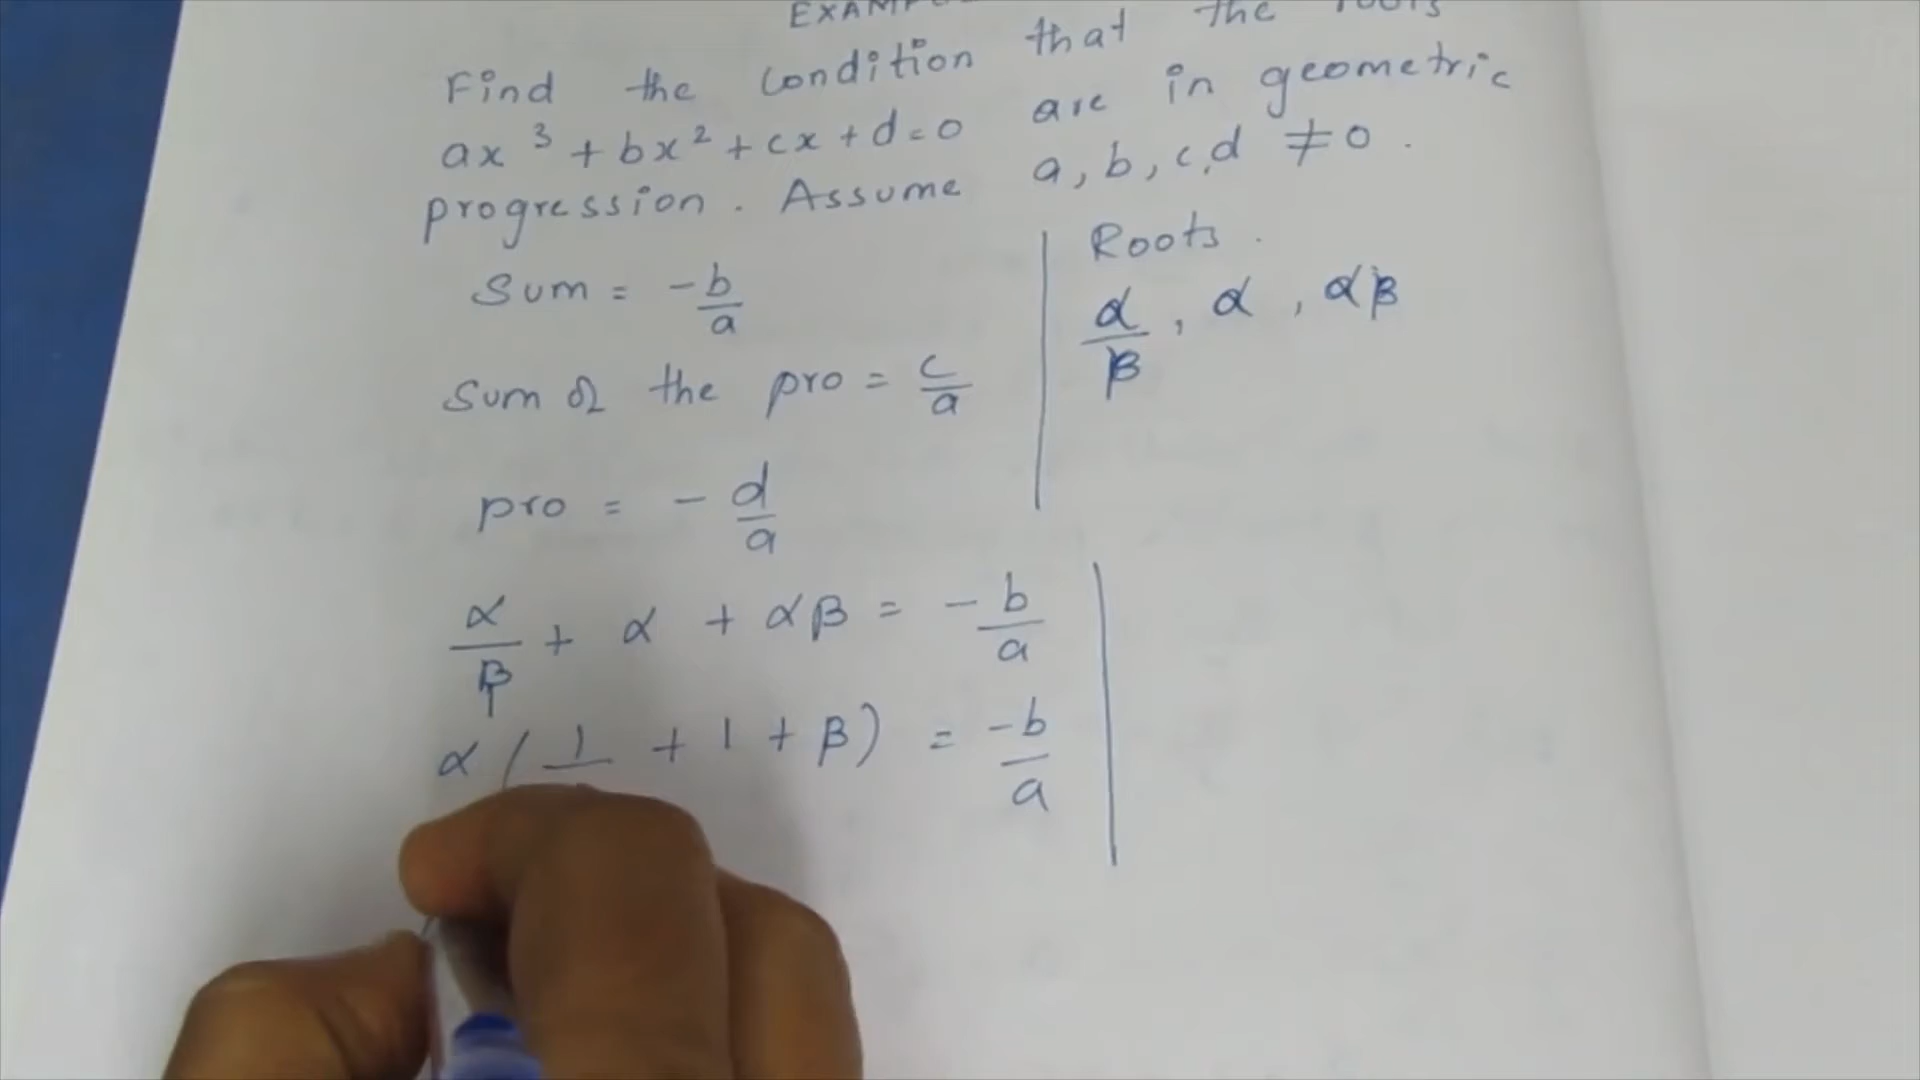 Find the condition that the roots
ax³ + bx² + cx + d = 0 are in geometric
progression. Assume a, b, c, d ≠ 0.
Sum = -b/a
Sum of the pro = c/a
pro = - d/a
Roots.
α/β, α, αβ
α/β + α + αβ = - b/a
α ( 1 + 1 + β) = -b/a